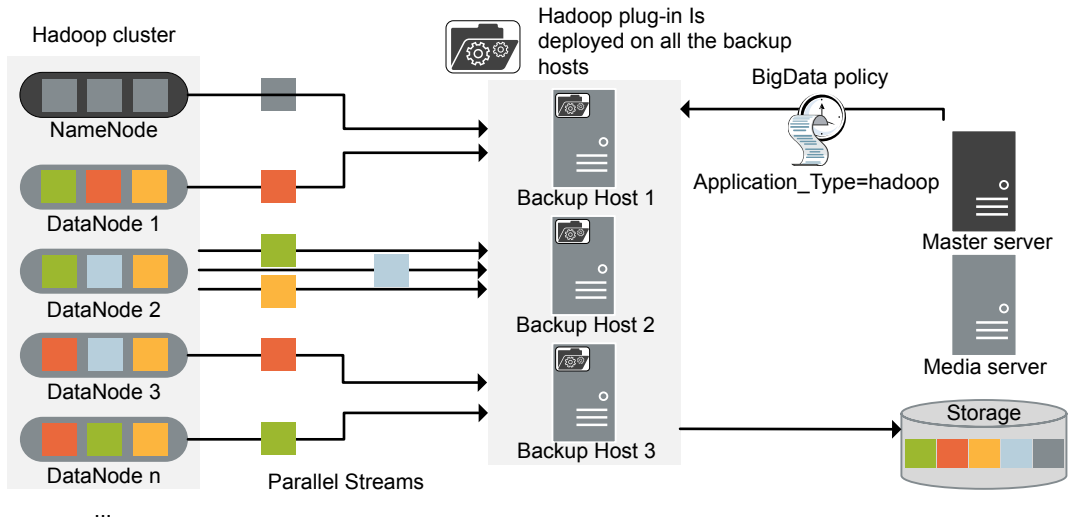 Hadoop cluster
Hadoop plug-in Is
deployed on all the backup
hosts
BigData policy
NameNode
DataNode 1
DataNode 2
DataNode 3
DataNode n
...
Parallel Streams
Backup Host 1
Backup Host 2
Backup Host 3
Application_Type=hadoop
Master server
Media server
Storage